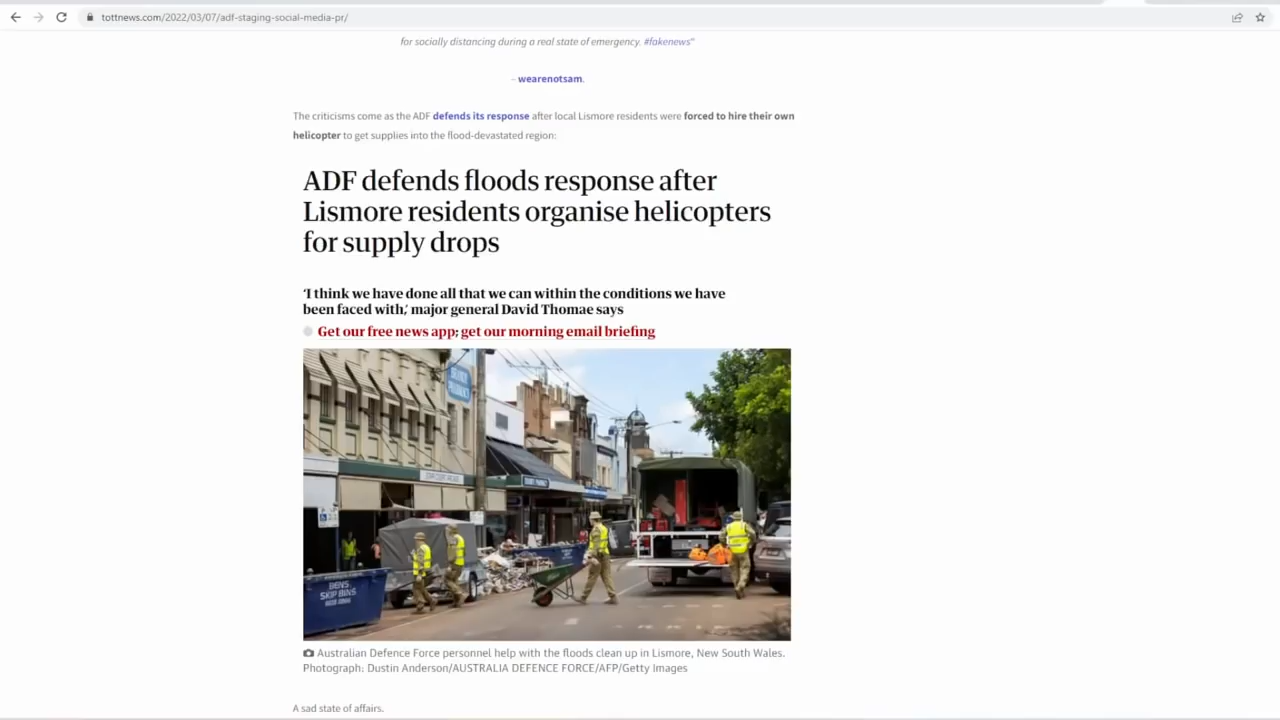 tottnews.com/2022/03/07/adf-staging-social-media-pr/
for socially distancing during a real state of emergency. #fakenews"
– wearenotsam.
The criticisms come as the ADF defends its response after local Lismore residents were forced to hire their own
helicopter to get supplies into the flood-devastated region:
ADF defends floods response after
Lismore residents organise helicopters
for supply drops
'I think we have done all that we can within the conditions we have
been faced with,' major general David Thomae says
Get our free news app; get our morning email briefing
BENS
SKIP BINS
Australian Defence Force personnel help with the floods clean up in Lismore, New South Wales.
Photograph: Dustin Anderson/AUSTRALIA DEFENCE FORCE/AFP/Getty Images
A sad state of affairs.